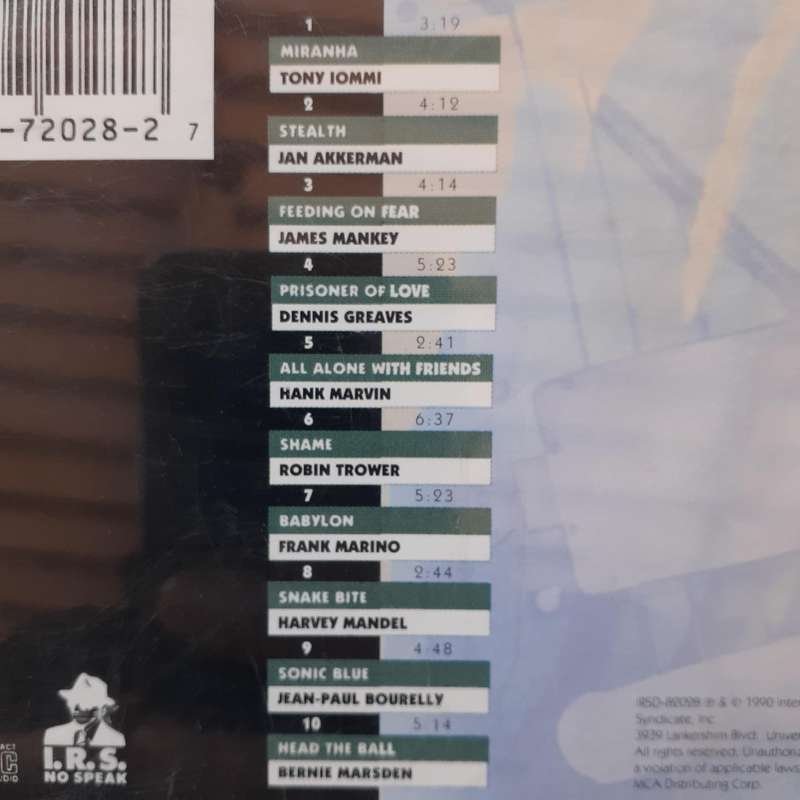 -72028-2 7
1 3:19
MIRANHA
TONY IOMMI
2 4:12
STEALTH
JAN AKKERMAN
3 4:14
FEEDING ON FEAR
JAMES MANKEY
4 5:23
PRISONER OF LOVE
DENNIS GREAVES
5 2:41
ALL ALONE WITH FRIENDS
HANK MARVIN
6 6:37
SHAME
ROBIN TROWER
7 5:23
BABYLON
FRANK MARINO
8 2:44
SNAKE BITE
HARVEY MANDEL
9 4:48
SONIC BLUE
JEAN-PAUL BOURELLY
10 5:14
HEAD THE BALL
BERNIE MARSDEN
I.R.S.
NO SPEAK
IRSD-82028 ℗ & © 1990
Syndicate, Inc.
3939 Lankershim Blvd.
All rights reserved.
a violation of applicable laws
MCA Distributing Corp.